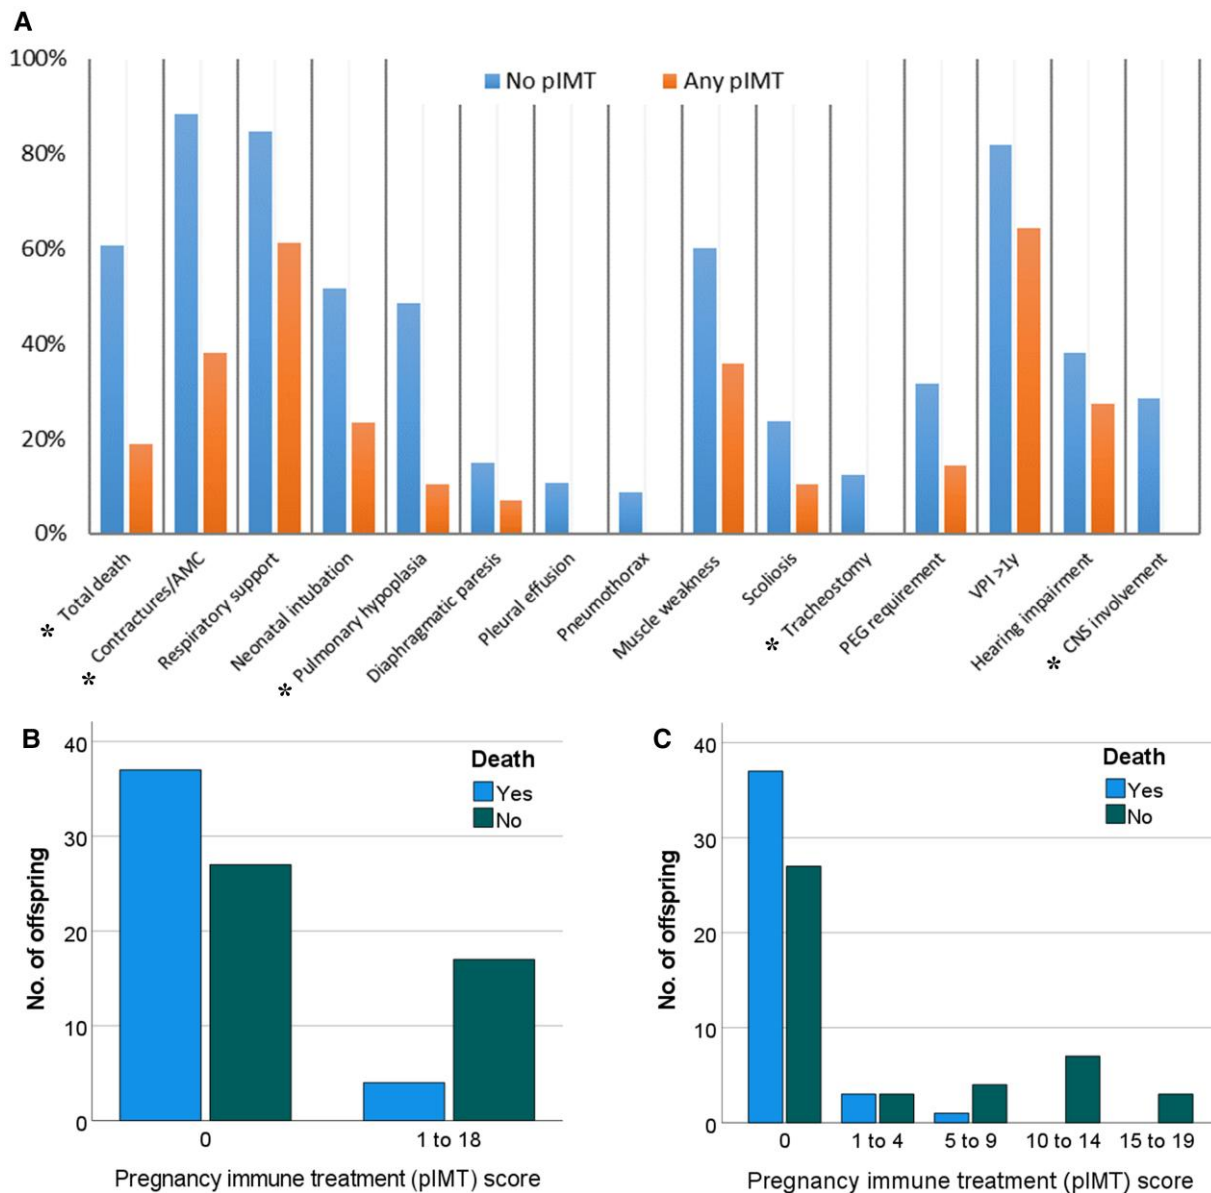 A
100%
80%
60%
40%
20%
0%
No pIMT Any pIMT
* Total death
* Contractures/AMC
Respiratory support
Neonatal intubation
* Pulmonary hypoplasia
Diaphragmatic paresis
Pleural effusion
Pneumothorax
Muscle weakness
Scoliosis
* Tracheostomy
PEG requirement
VPI >1y
Hearing impairment
* CNS involvement
B
No. of offspring
40
30
20
10
0
Death
Yes
No
0 1 to 18
Pregnancy immune treatment (pIMT) score
C
No. of offspring
40
30
20
10
0
Death
Yes
No
0 1 to 4 5 to 9 10 to 14 15 to 19
Pregnancy immune treatment (pIMT) score